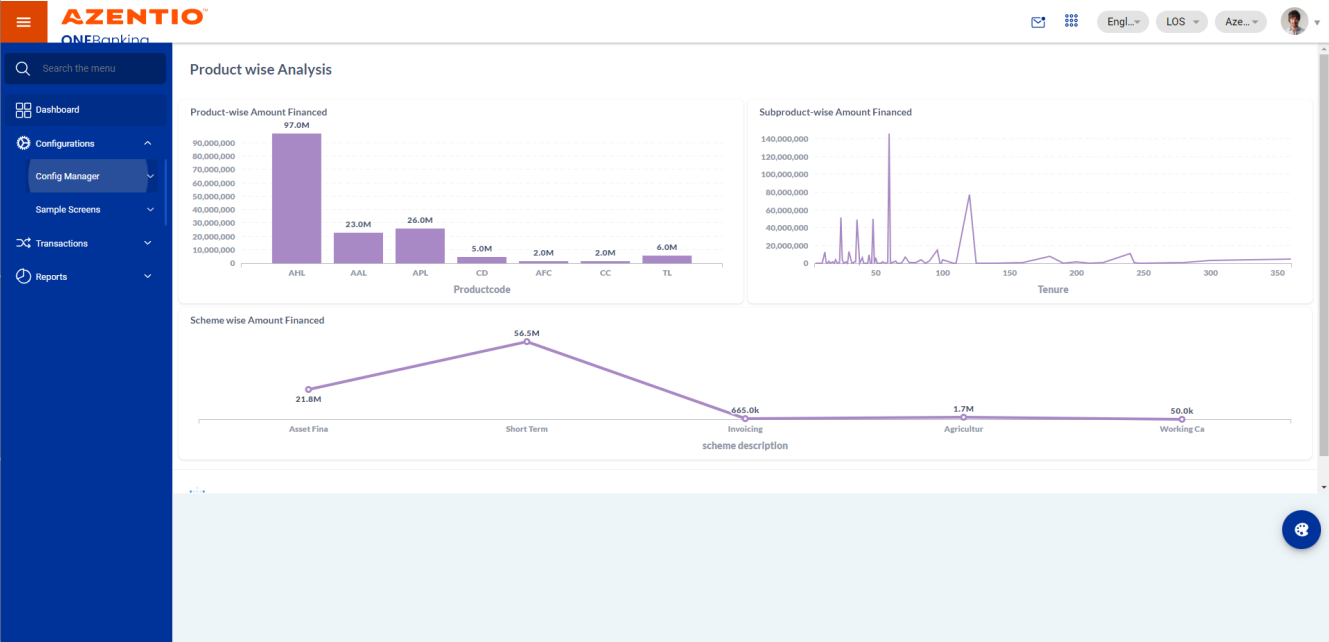 AZENTIO™
ONEBanking
Engl...
LOS
Aze...
Search the menu
Dashboard
Configurations
Config Manager
Sample Screens
Transactions
Reports
Product wise Analysis
Product-wise Amount Financed
90,000,000
80,000,000
70,000,000
60,000,000
50,000,000
40,000,000
30,000,000
20,000,000
10,000,000
0
97.0M
23.0M
26.0M
5.0M
2.0M
2.0M
6.0M
AHL AAL APL CD AFC CC TL
Productcode
Subproduct-wise Amount Financed
140,000,000
120,000,000
100,000,000
80,000,000
60,000,000
40,000,000
20,000,000
0
50 100 150 200 250 300 350
Tenure
Scheme wise Amount Financed
21.8M
56.5M
665.0k
1.7M
50.0k
Asset Fina Short Term Invoicing Agricultur Working Ca
scheme description